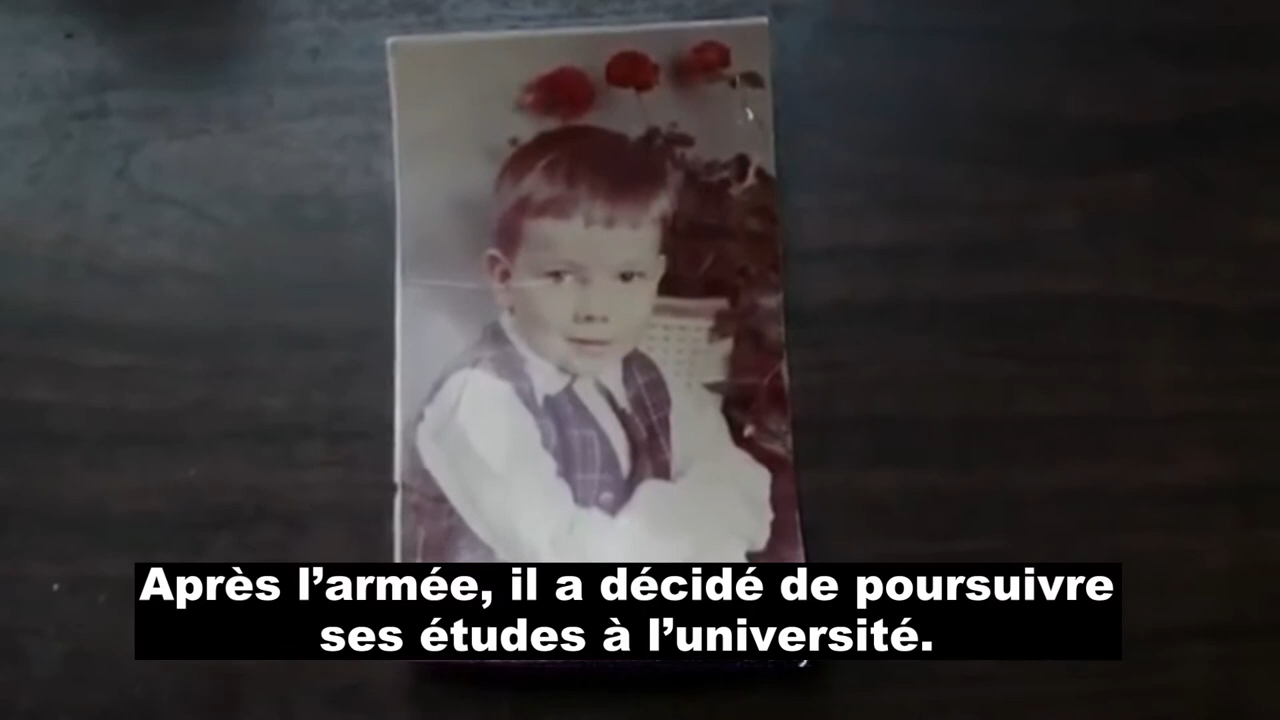 Après l’armée, il a décidé de poursuivre
ses études à l’université.